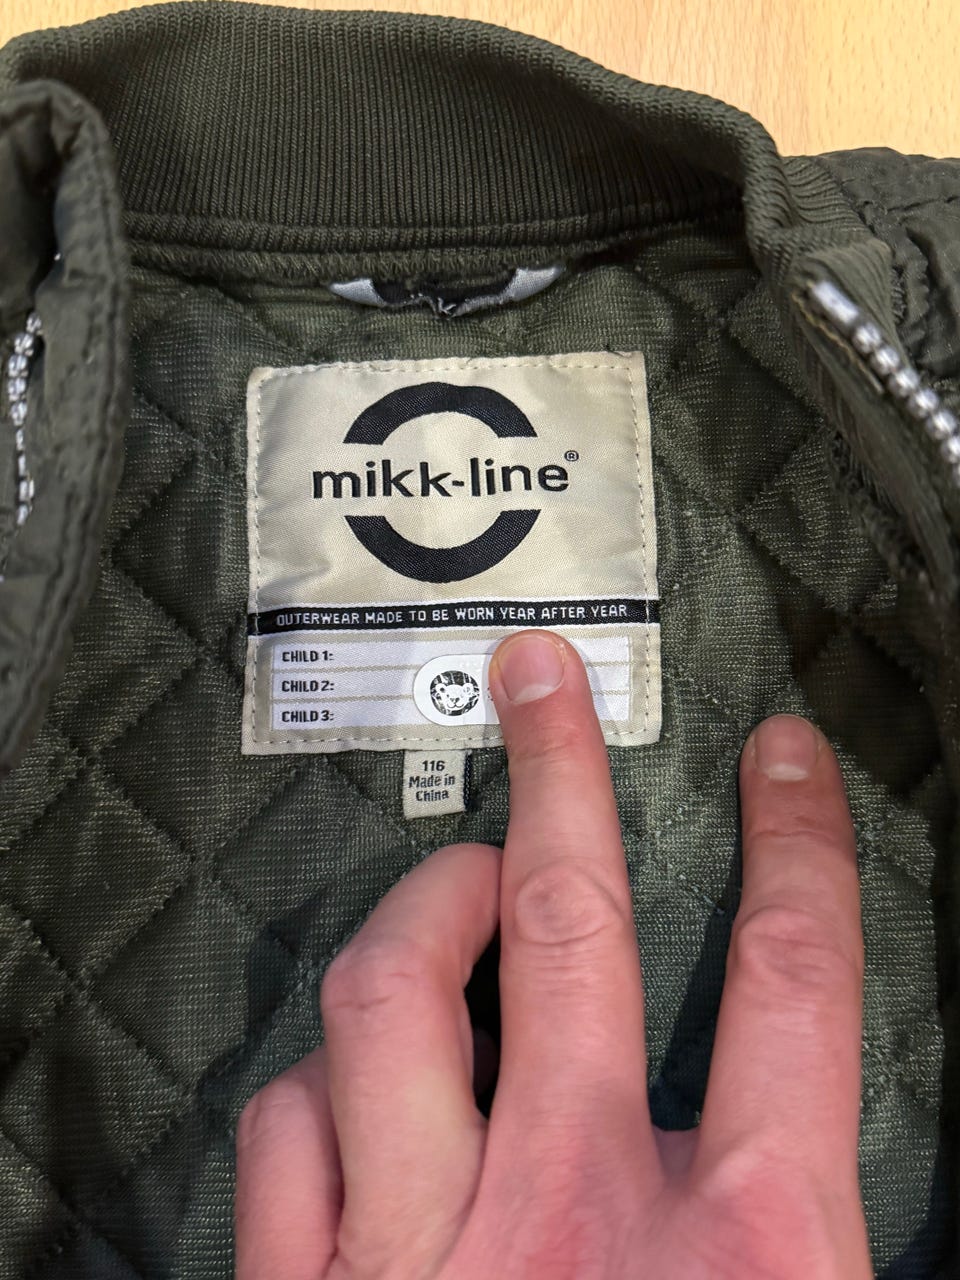 mikk-line®
OUTERWEAR MADE TO BE WORN YEAR AFTER YEAR
CHILD 1:
CHILD 2:
CHILD 3:
116
Made in
China